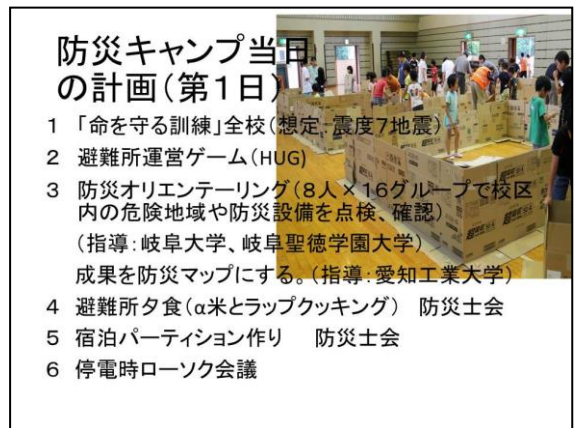 防災キャンプ当日
の計画(第1日)
1 「命を守る訓練」全校(想定:震度7地震)
2 避難所運営ゲーム(HUG)
3 防災オリエンテーリング(8人×16グループで校区
内の危険地域や防災設備を点検、確認)
(指導:岐阜大学、岐阜聖徳学園大学)
成果を防災マップにする。(指導:愛知工業大学)
4 避難所夕食(α米とラップクッキング) 防災士会
5 宿泊パーティション作り 防災士会
6 停電時ローソク会議